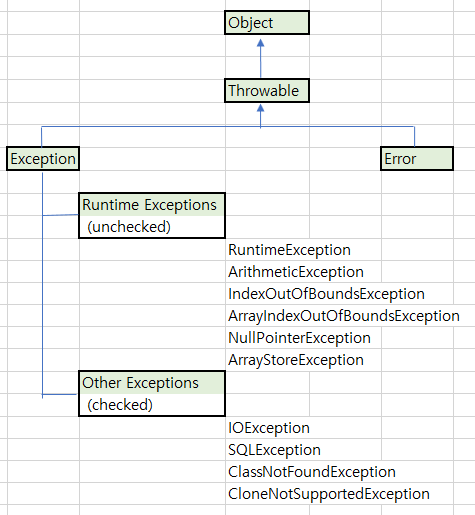 Object
Throwable
Exception
Error
Runtime Exceptions
(unchecked)
RuntimeException
ArithmeticException
IndexOutOfBoundsException
ArrayIndexOutOfBoundsException
NullPointerException
ArrayStoreException
Other Exceptions
(checked)
IOException
SQLException
ClassNotFoundException
CloneNotSupportedException